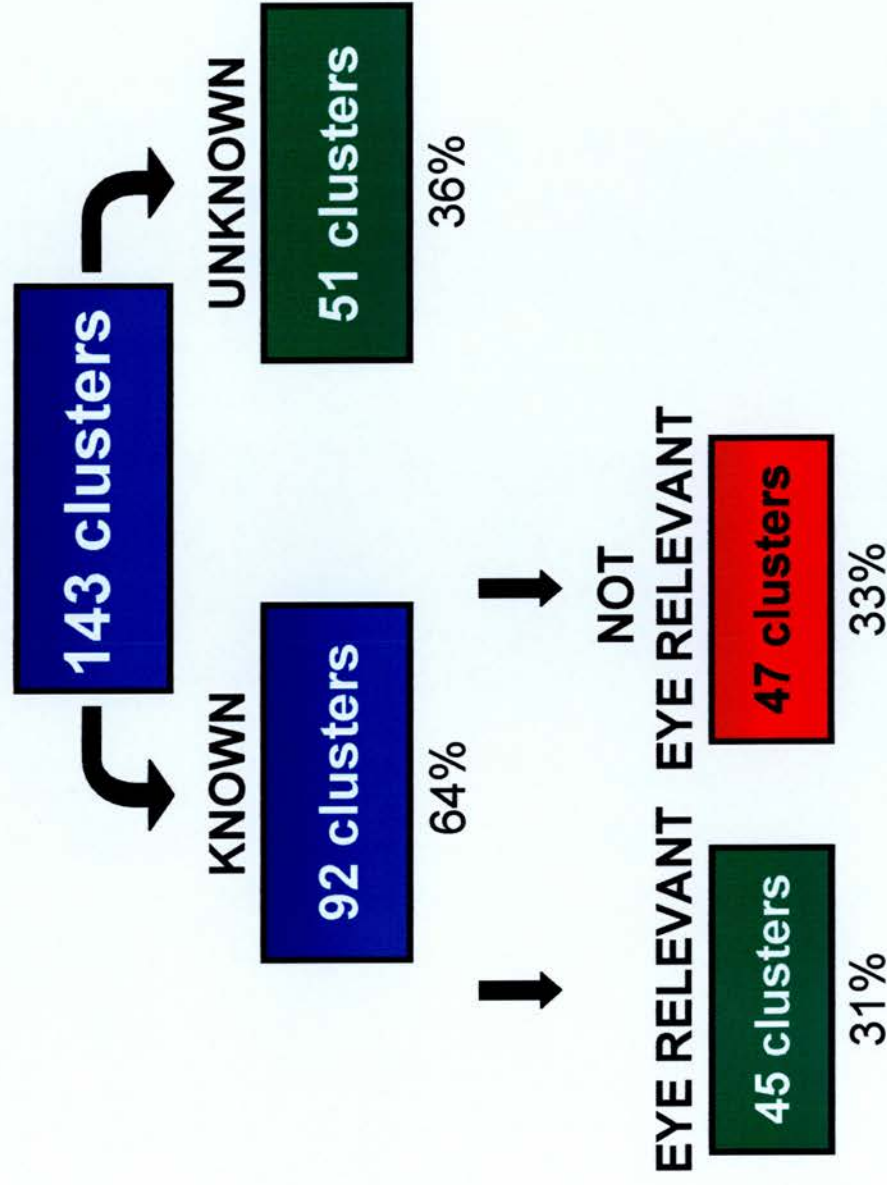 143 clusters
KNOWN
92 clusters
64%
UNKNOWN
51 clusters
36%
EYE RELEVANT
45 clusters
31%
NOT
EYE RELEVANT
47 clusters
33%